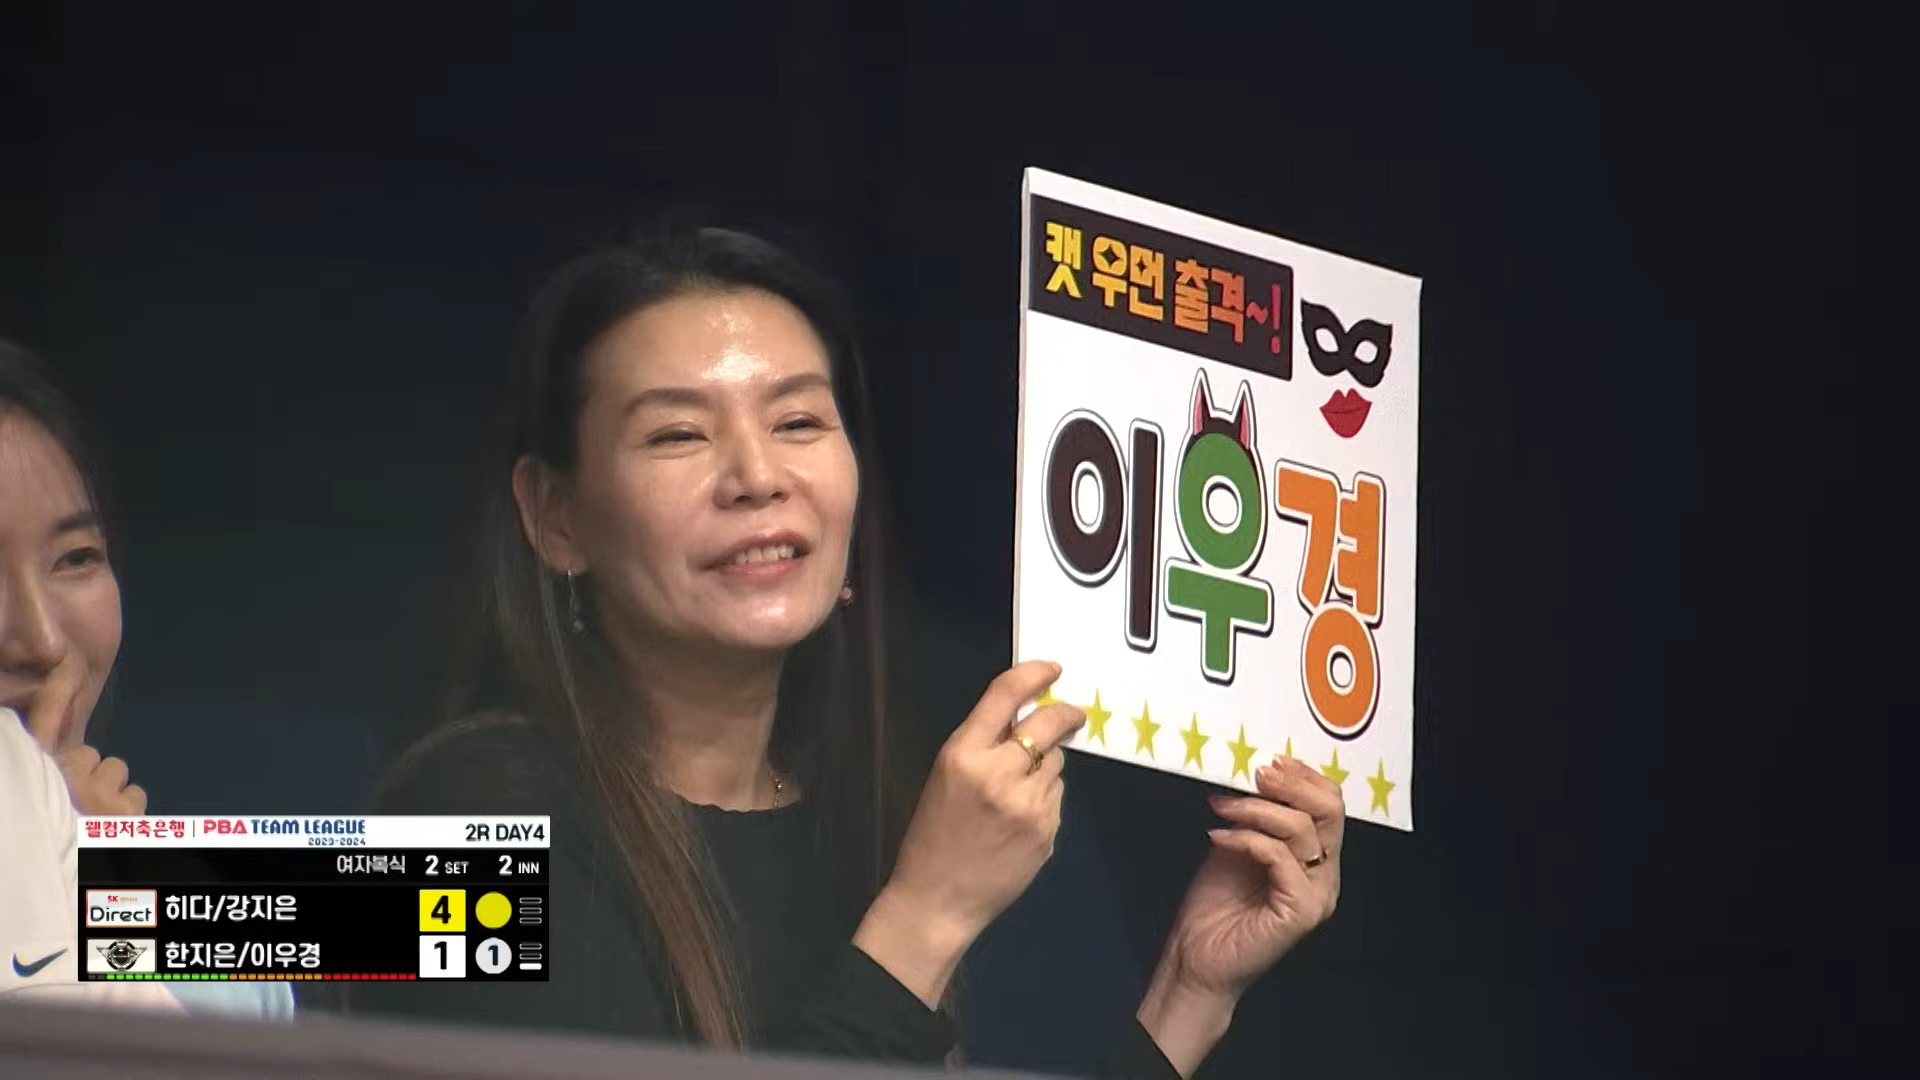 캣 우먼 출격~!
이우경
웰컴저축은행 | PBA TEAM LEAGUE 2023-2024 2R DAY4
여자복식 2 SET 2 INN
SK Direct 히다/강지은 4
한지은/이우경 1 1